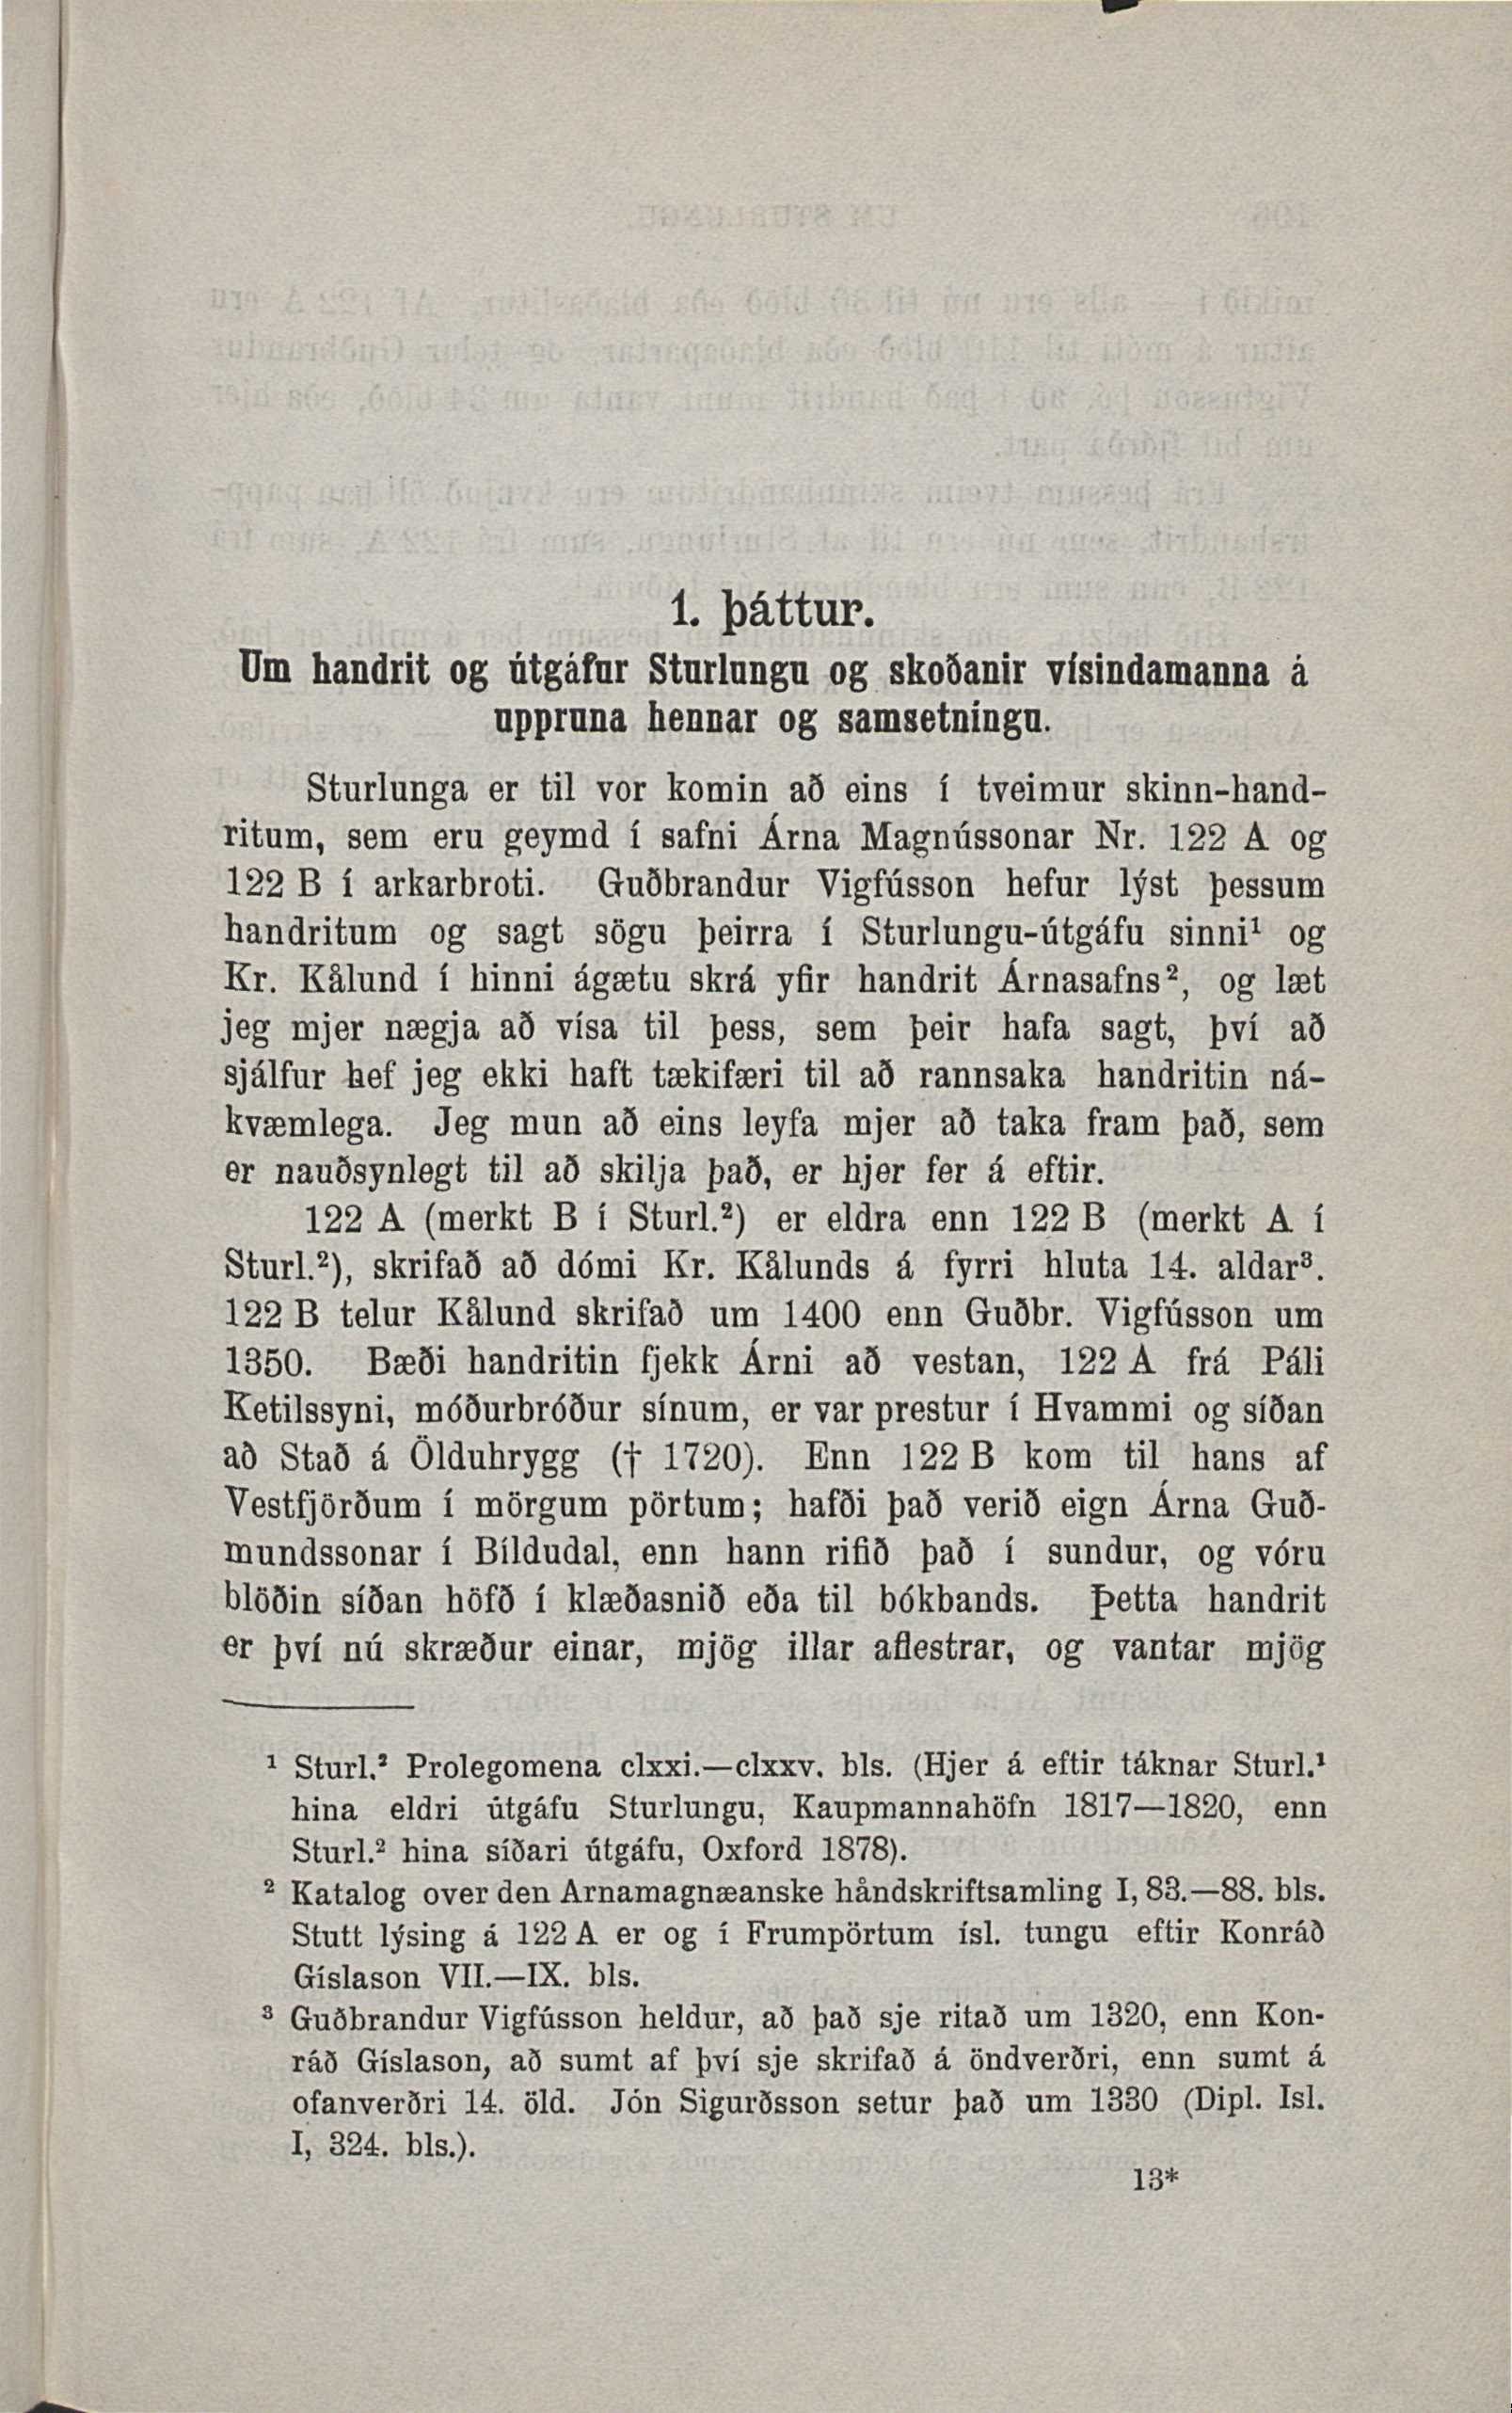 1. þáttur.
Um handrit og útgáfur Sturlungu og skoðanir vísindamanna á
uppruna hennar og samsetningu.
Sturlunga er til vor komin að eins í tveimur skinn-hand-
ritum, sem eru geymd í safni Árna Magnússonar Nr. 122 A og
122 B í arkarbroti. Guðbrandur Vigfússon hefur lýst þessum
handritum og sagt sögu þeirra í Sturlungu-útgáfu sinni¹ og
Kr. Kålund í hinni ágætu skrá yfir handrit Árnasafns², og læt
jeg mjer nægja að vísa til þess, sem þeir hafa sagt, því að
sjálfur hef jeg ekki haft tækifæri til að rannsaka handritin ná-
kvæmlega. Jeg mun að eins leyfa mjer að taka fram það, sem
er nauðsynlegt til að skilja það, er hjer fer á eftir.
122 A (merkt B í Sturl.²) er eldra enn 122 B (merkt A í
Sturl.²), skrifað að dómi Kr. Kålunds á fyrri hluta 14. aldar³.
122 B telur Kålund skrifað um 1400 enn Guðbr. Vigfússon um
1350. Bæði handritin fjekk Árni að vestan, 122 A frá Páli
Ketilssyni, móðurbróður sínum, er var prestur í Hvammi og síðan
að Stað á Ölduhrygg († 1720). Enn 122 B kom til hans af
Vestfjörðum í mörgum pörtum; hafði það verið eign Árna Guð-
mundssonar í Bíldudal, enn hann rifið það í sundur, og vóru
blöðin síðan höfð í klæðasnið eða til bókbands. Þetta handrit
er því nú skræður einar, mjög illar aflestrar, og vantar mjög
¹ Sturl.² Prolegomena clxxi.—clxxv. bls. (Hjer á eftir táknar Sturl.¹
hina eldri útgáfu Sturlungu, Kaupmannahöfn 1817—1820, enn
Sturl.² hina síðari útgáfu, Oxford 1878).
² Katalog over den Arnamagnæanske håndskriftsamling I, 83.—88. bls.
Stutt lýsing á 122 A er og í Frumpörtum ísl. tungu eftir Konráð
Gíslason VII.—IX. bls.
³ Guðbrandur Vigfússon heldur, að það sje ritað um 1320, enn Kon-
ráð Gíslason, að sumt af því sje skrifað á öndverðri, enn sumt á
ofanverðri 14. öld. Jón Sigurðsson setur það um 1330 (Dipl. Isl.
I, 324. bls.).
13*